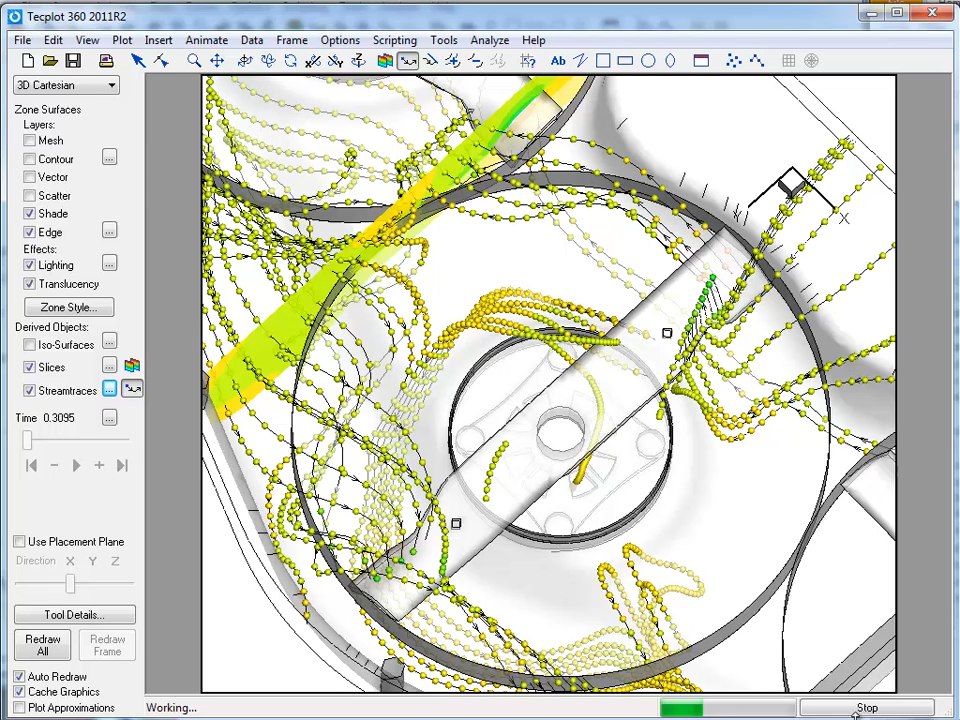 Tecplot 360 2011R2
File Edit View Plot Insert Animate Data Frame Options Scripting Tools Analyze Help
3D Cartesian
Zone Surfaces
Layers:
Mesh
Contour
Vector
Scatter
Shade
Edge
Effects:
Lighting
Translucency
Zone Style...
Derived Objects:
Iso-Surfaces
Slices
Streamtraces
Time 0.3095
Use Placement Plane
Direction X Y Z
Tool Details...
Redraw All
Redraw Frame
Auto Redraw
Cache Graphics
Plot Approximations
Working...
Stop
Ab
Y
X